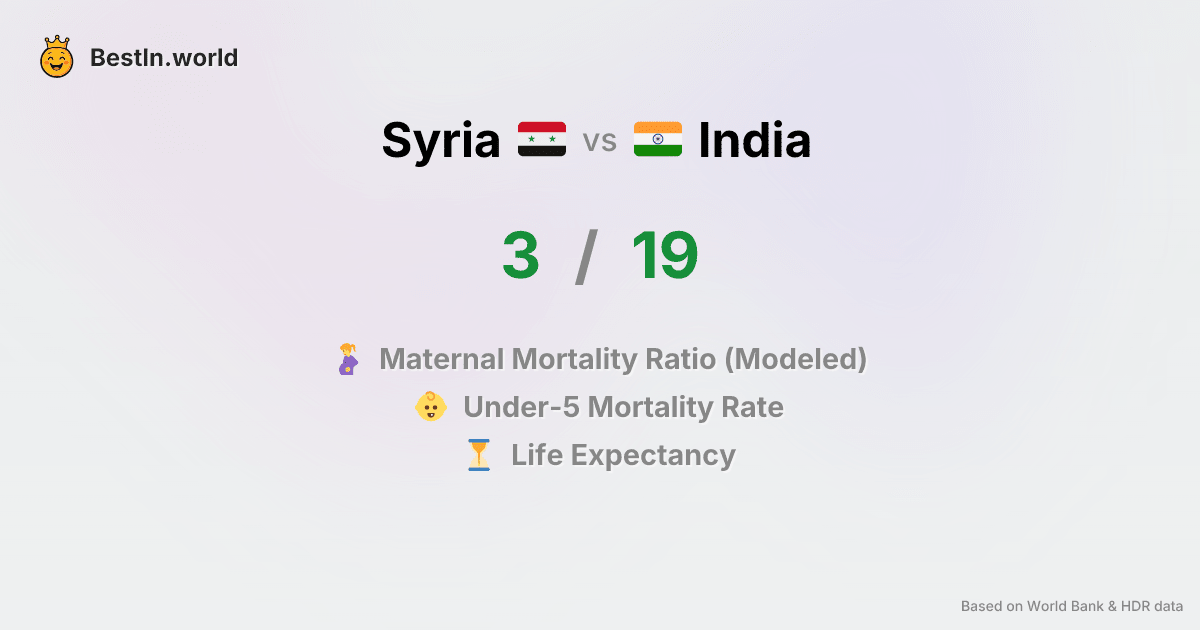 BestIn.world
Syria vs India
3 / 19
Maternal Mortality Ratio (Modeled)
Under-5 Mortality Rate
Life Expectancy
Based on World Bank & HDR data